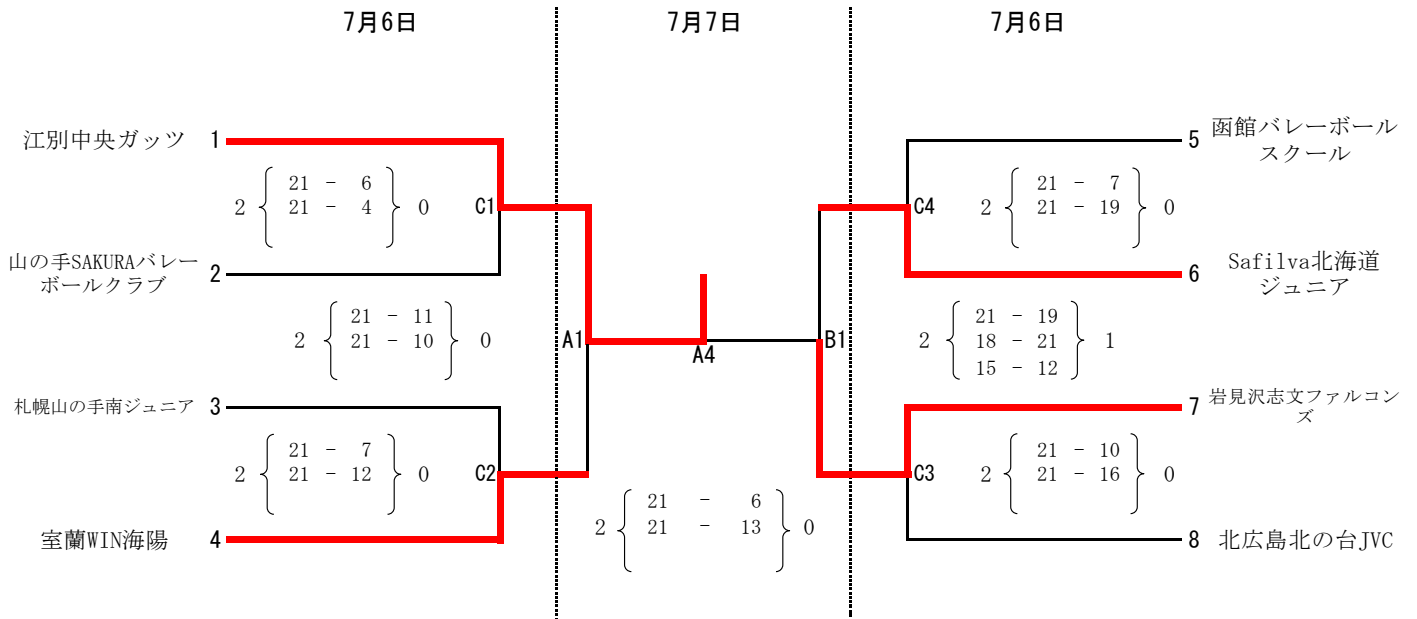 7月6日
7月7日
7月6日
江別中央ガッツ 1
5 函館バレーボール
スクール
2 21 - 6 0
21 - 4
C1
C4
2 21 - 7 0
21 - 19
山の手SAKURAバレー
ボールクラブ 2
6 Safilva北海道
ジュニア
2 21 - 11 0
21 - 10
A1
A4
B1
2 21 - 19 1
18 - 21
15 - 12
札幌山の手南ジュニア 3
7 岩見沢志文ファルコン
ズ
2 21 - 7 0
21 - 12
C2
C3
2 21 - 10 0
21 - 16
2 21 - 6 0
21 - 13
室蘭WIN海陽 4
8 北広島北の台JVC